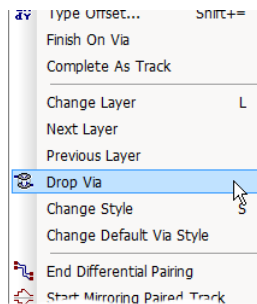 Type Offset... Shift+=
Finish On Via
Complete As Track
Change Layer L
Next Layer
Previous Layer
Drop Via
Change Style S
Change Default Via Style
End Differential Pairing
Start Mirroring Paired Track